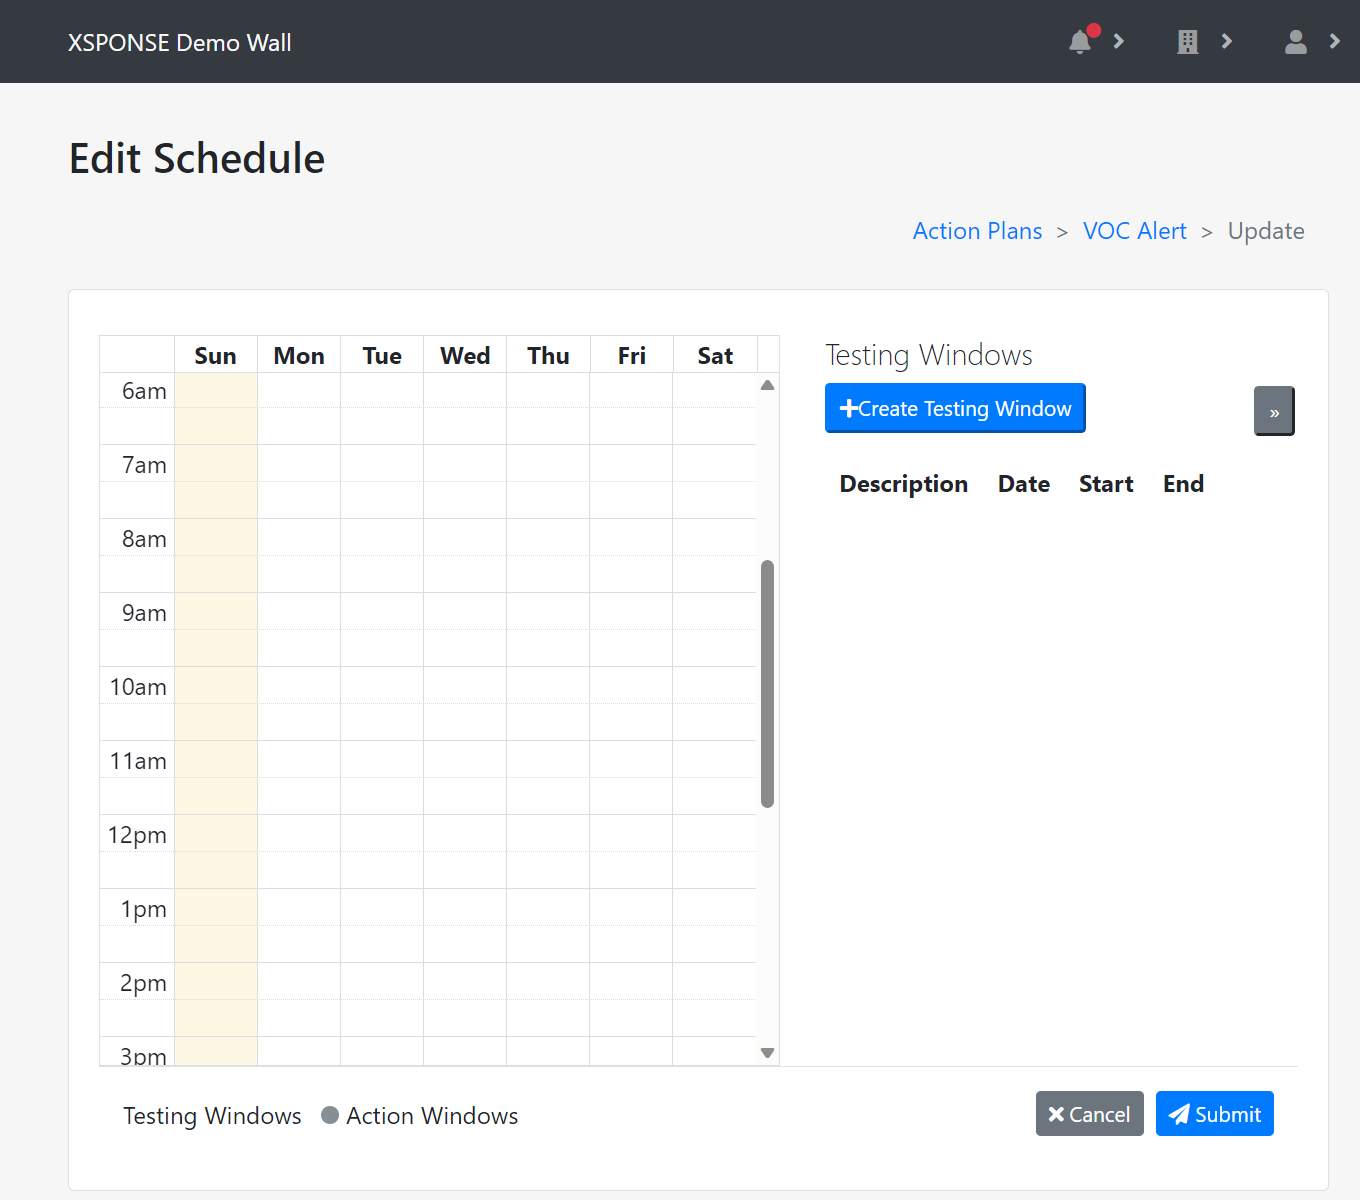 XSPONSE Demo Wall
Edit Schedule
Action Plans > VOC Alert > Update
Sun Mon Tue Wed Thu Fri Sat
6am
7am
8am
9am
10am
11am
12pm
1pm
2pm
3pm
Testing Windows
Create Testing Window
»
Description Date Start End
Testing Windows Action Windows
Cancel Submit